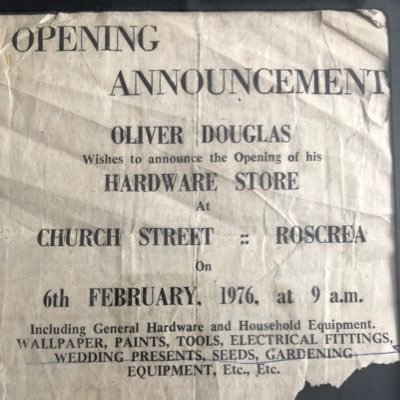 OPENING
ANNOUNCEMENT
OLIVER DOUGLAS
Wishes to announce the Opening of his
HARDWARE STORE
At
CHURCH STREET :: ROSCREA
On
6th FEBRUARY, 1976, at 9 a.m.
Including General Hardware and Household Equipment.
WALLPAPER, PAINTS, TOOLS, ELECTRICAL FITTINGS,
WEDDING PRESENTS, SEEDS, GARDENING
EQUIPMENT, Etc., Etc.